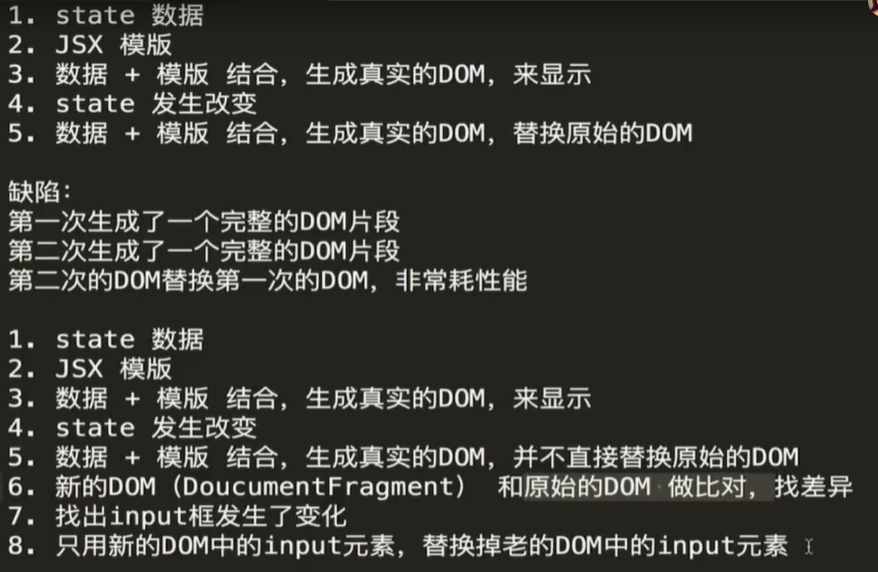 1. state 数据
2. JSX 模版
3. 数据 + 模版 结合，生成真实的DOM，来显示
4. state 发生改变
5. 数据 + 模版 结合，生成真实的DOM，替换原始的DOM
缺陷：
第一次生成了一个完整的DOM片段
第二次生成了一个完整的DOM片段
第二次的DOM替换第一次的DOM，非常耗性能
1. state 数据
2. JSX 模版
3. 数据 + 模版 结合，生成真实的DOM，来显示
4. state 发生改变
5. 数据 + 模版 结合，生成真实的DOM，并不直接替换原始的DOM
6. 新的DOM（DoucumentFragment） 和原始的DOM 做比对，找差异
7. 找出input框发生了变化
8. 只用新的DOM中的input元素，替换掉老的DOM中的input元素